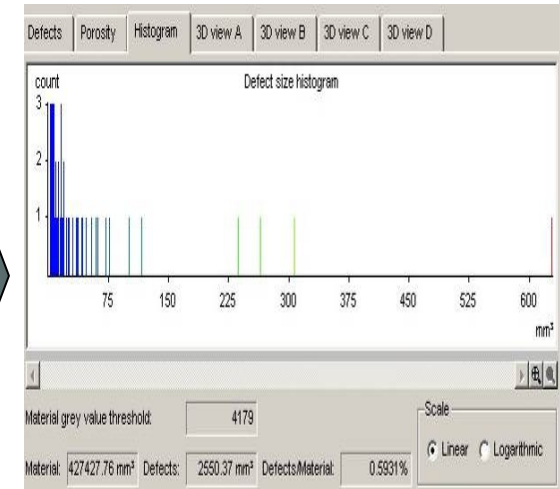 Defects Porosity Histogram 3D view A 3D view B 3D view C 3D view D
count Defect size histogram
3
2
1
75 150 225 300 375 450 525 600
mm³
Material grey value threshold: 4179
Scale
Linear Logarithmic
Material: 427427.76 mm³ Defects: 2550.37 mm³ Defects/Material: 0.5931%